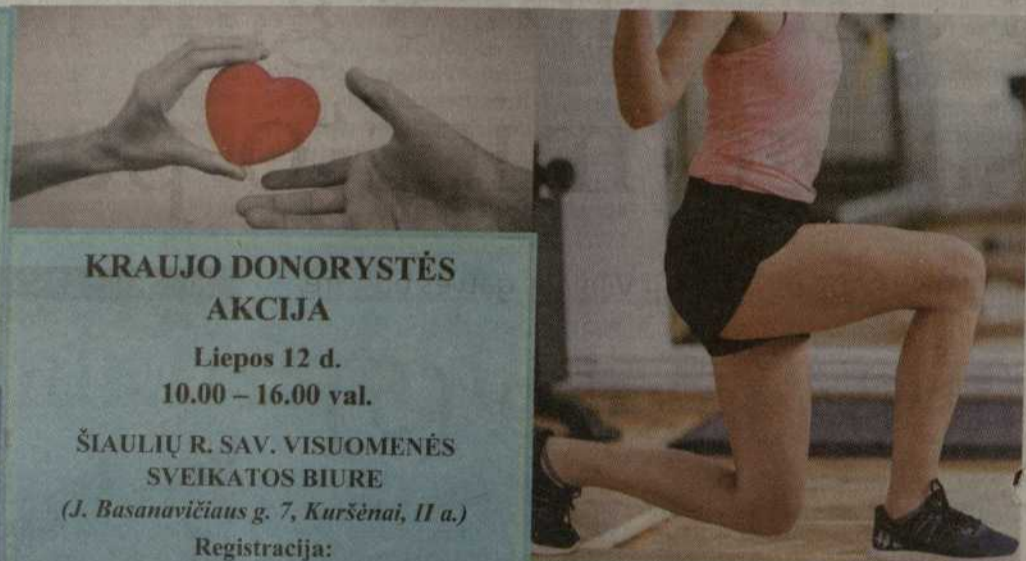 KRAUJO DONORYSTĖS
AKCIJA
Liepos 12 d.
10.00 – 16.00 val.
ŠIAULIŲ R. SAV. VISUOMENĖS
SVEIKATOS BIURE
(J. Basanavičiaus g. 7, Kuršėnai, II a.)
Registracija: